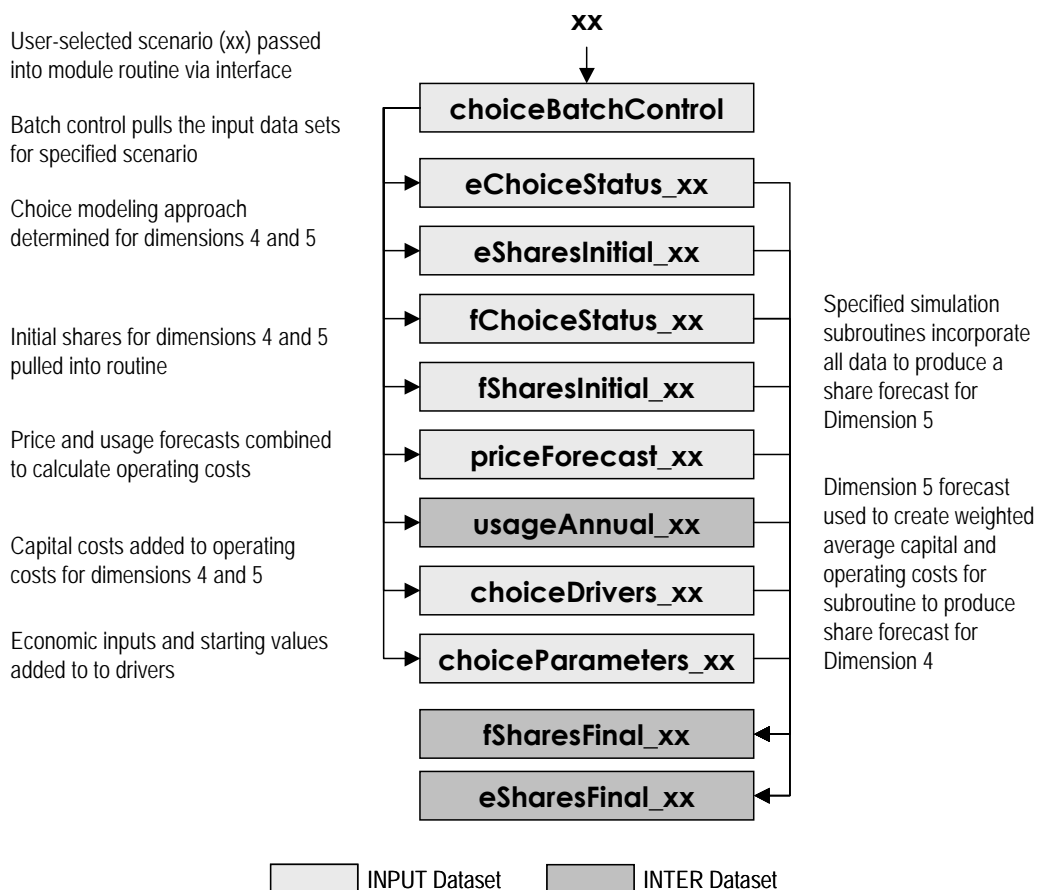 xx
User-selected scenario (xx) passed
into module routine via interface
choiceBatchControl
Batch control pulls the input data sets
for specified scenario
eChoiceStatus_xx
Choice modeling approach
determined for dimensions 4 and 5
eSharesInitial_xx
fChoiceStatus_xx
Initial shares for dimensions 4 and 5
pulled into routine
fSharesInitial_xx
Price and usage forecasts combined
to calculate operating costs
priceForecast_xx
usageAnnual_xx
Capital costs added to operating
costs for dimensions 4 and 5
choiceDrivers_xx
Economic inputs and starting values
added to to drivers
choiceParameters_xx
Specified simulation
subroutines incorporate
all data to produce a
share forecast for
Dimension 5
Dimension 5 forecast
used to create weighted
average capital and
operating costs for
subroutine to produce
share forecast for
Dimension 4
fSharesFinal_xx
eSharesFinal_xx
INPUT Dataset
INTER Dataset